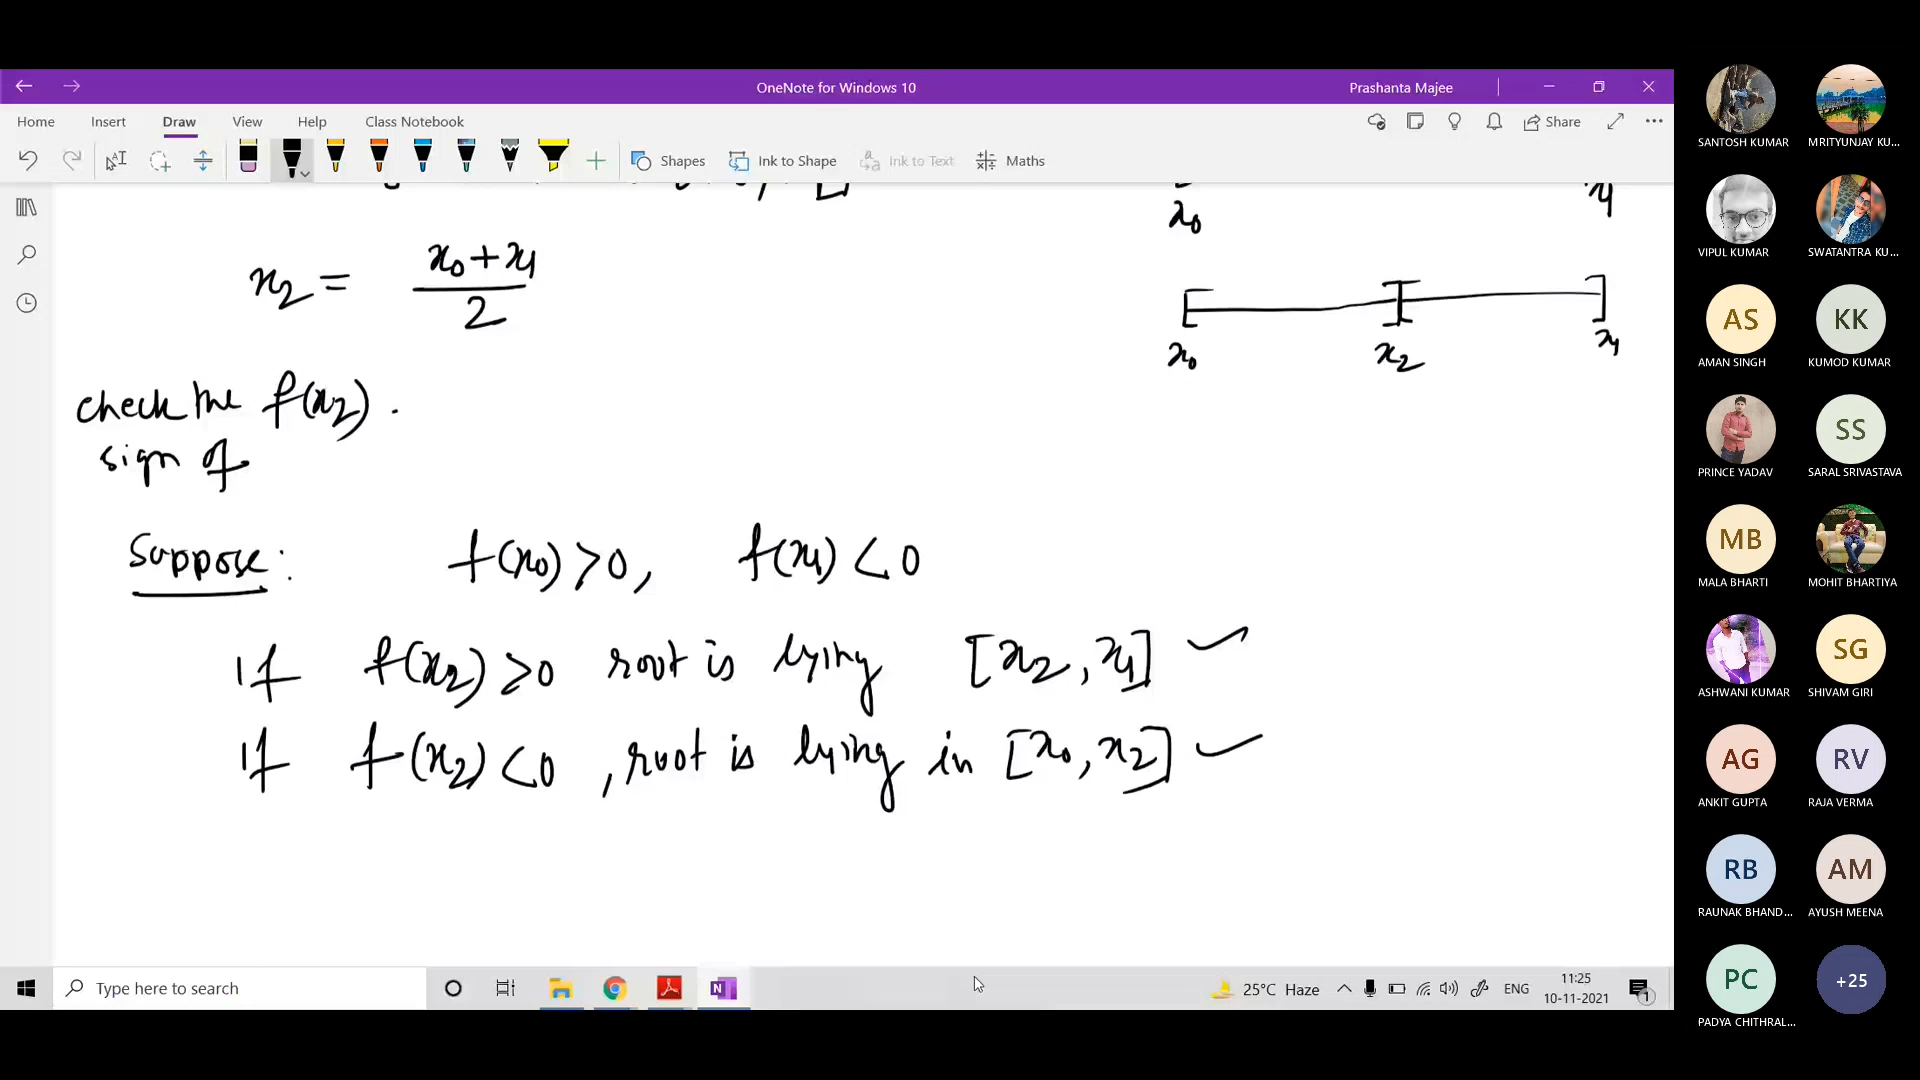 OneNote for Windows 10
Prashanta Majee
Home Insert Draw View Help Class Notebook
Share
Shapes Ink to Shape Ink to Text Maths
x0 x1
x2 = x0+x1
2
x0 x2 x1
check the f(x2).
sign of
Suppose: f(x0)>0, f(x1)<0
If f(x2)>0 root is lying [x2, x1]
If f(x2)<0, root is lying in [x0, x2]
Type here to search
25°C Haze
ENG
11:25
10-11-2021
1
SANTOSH KUMAR
MRITYUNJAY KU...
VIPUL KUMAR
SWATANTRA KU...
AS
AMAN SINGH
KK
KUMOD KUMAR
PRINCE YADAV
SS
SARAL SRIVASTAVA
MB
MALA BHARTI
MOHIT BHARTIYA
ASHWANI KUMAR
SG
SHIVAM GIRI
AG
ANKIT GUPTA
RV
RAJA VERMA
RB
RAUNAK BHAND...
AM
AYUSH MEENA
PC
PADYA CHITHRAL...
+25